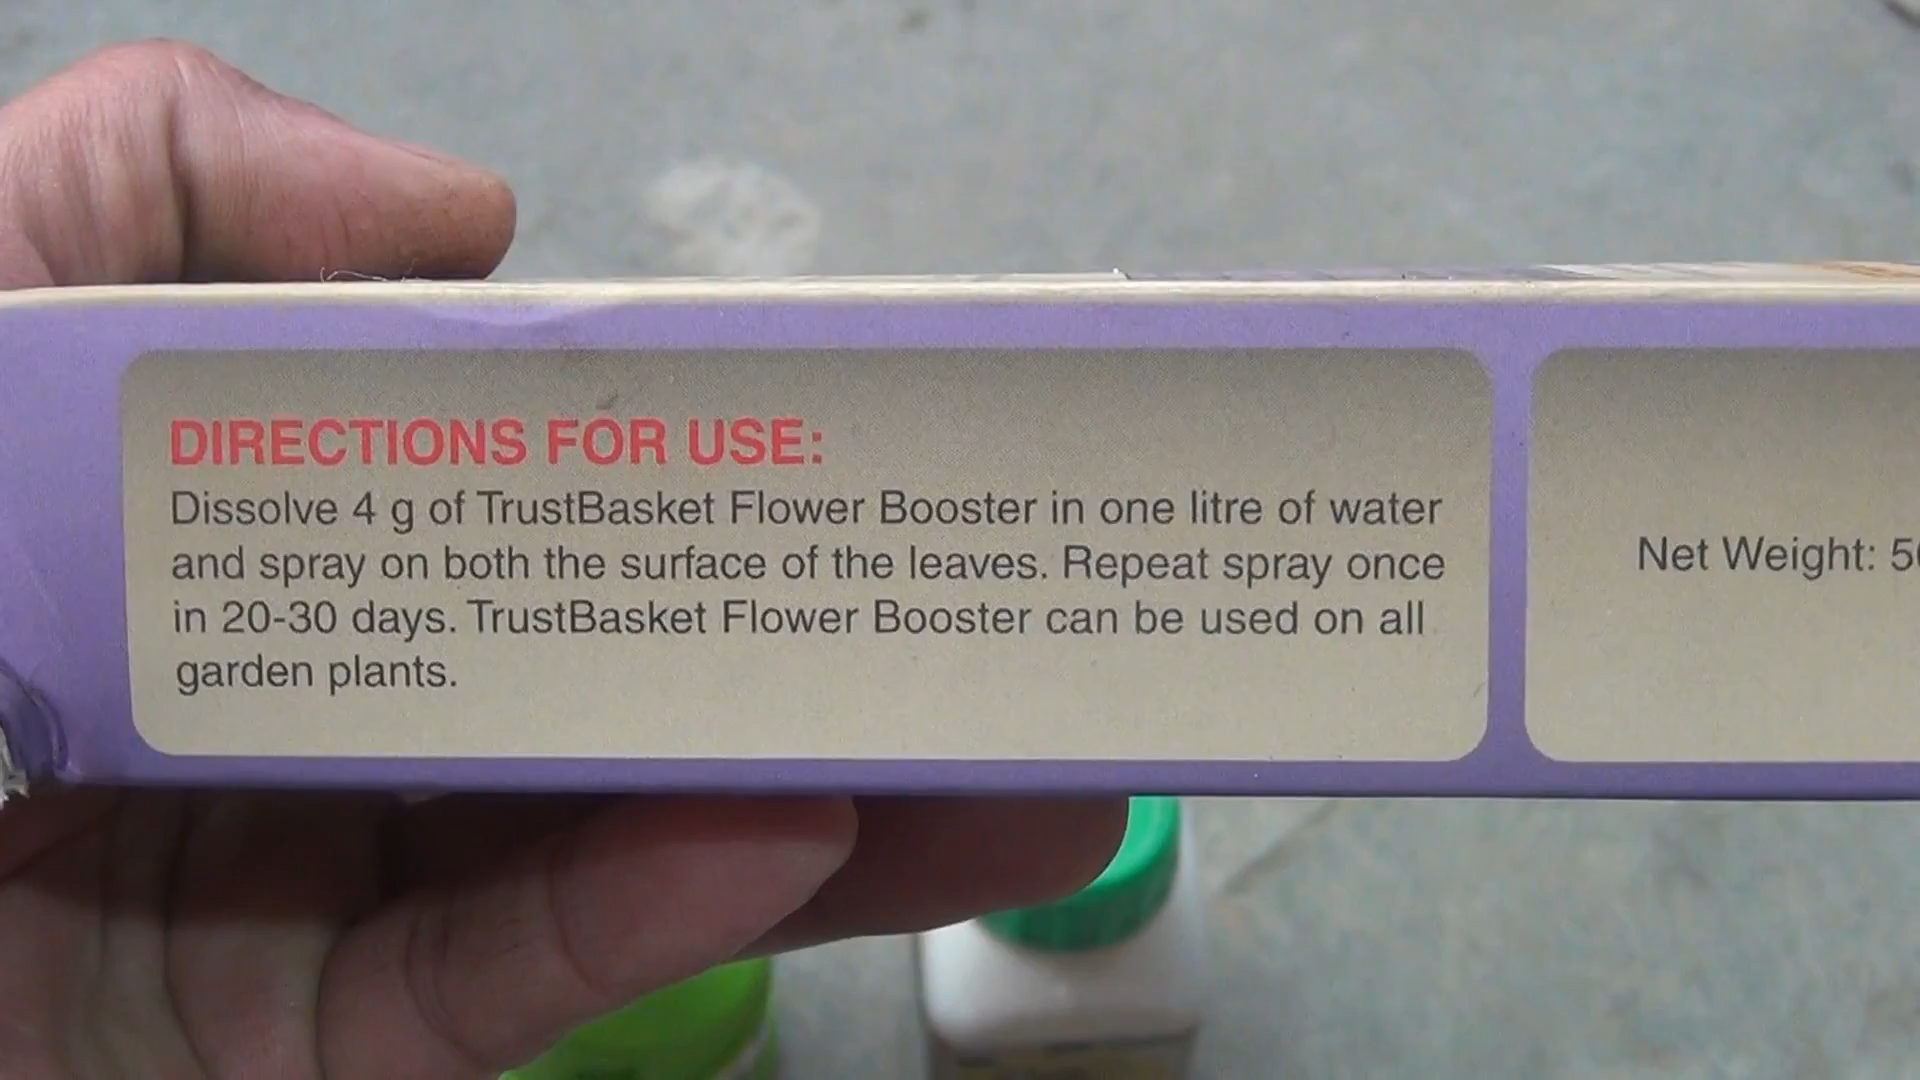 DIRECTIONS FOR USE:
Dissolve 4 g of TrustBasket Flower Booster in one litre of water
and spray on both the surface of the leaves. Repeat spray once
in 20-30 days. TrustBasket Flower Booster can be used on all
garden plants.
Net Weight: